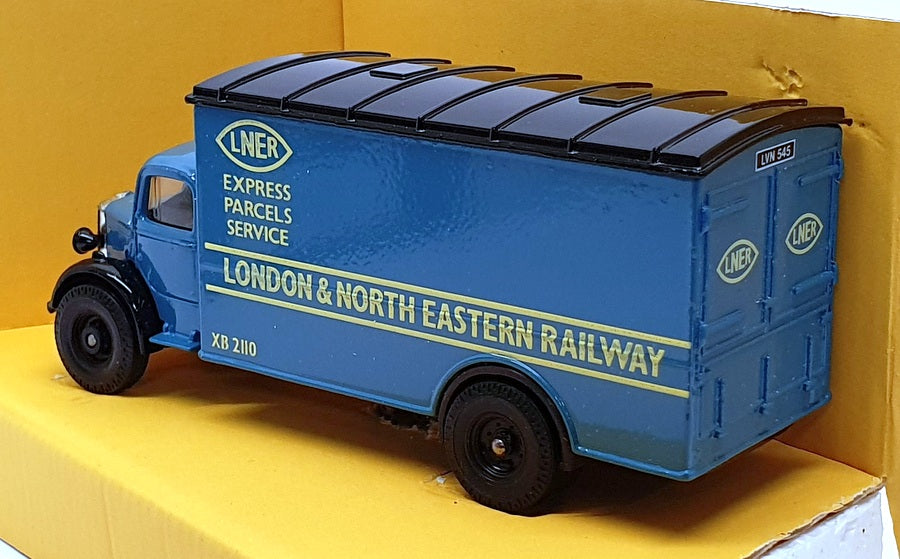 LNER
EXPRESS
PARCELS
SERVICE
LONDON & NORTH EASTERN RAILWAY
XB 2110
LVN 545
LNER
LNER